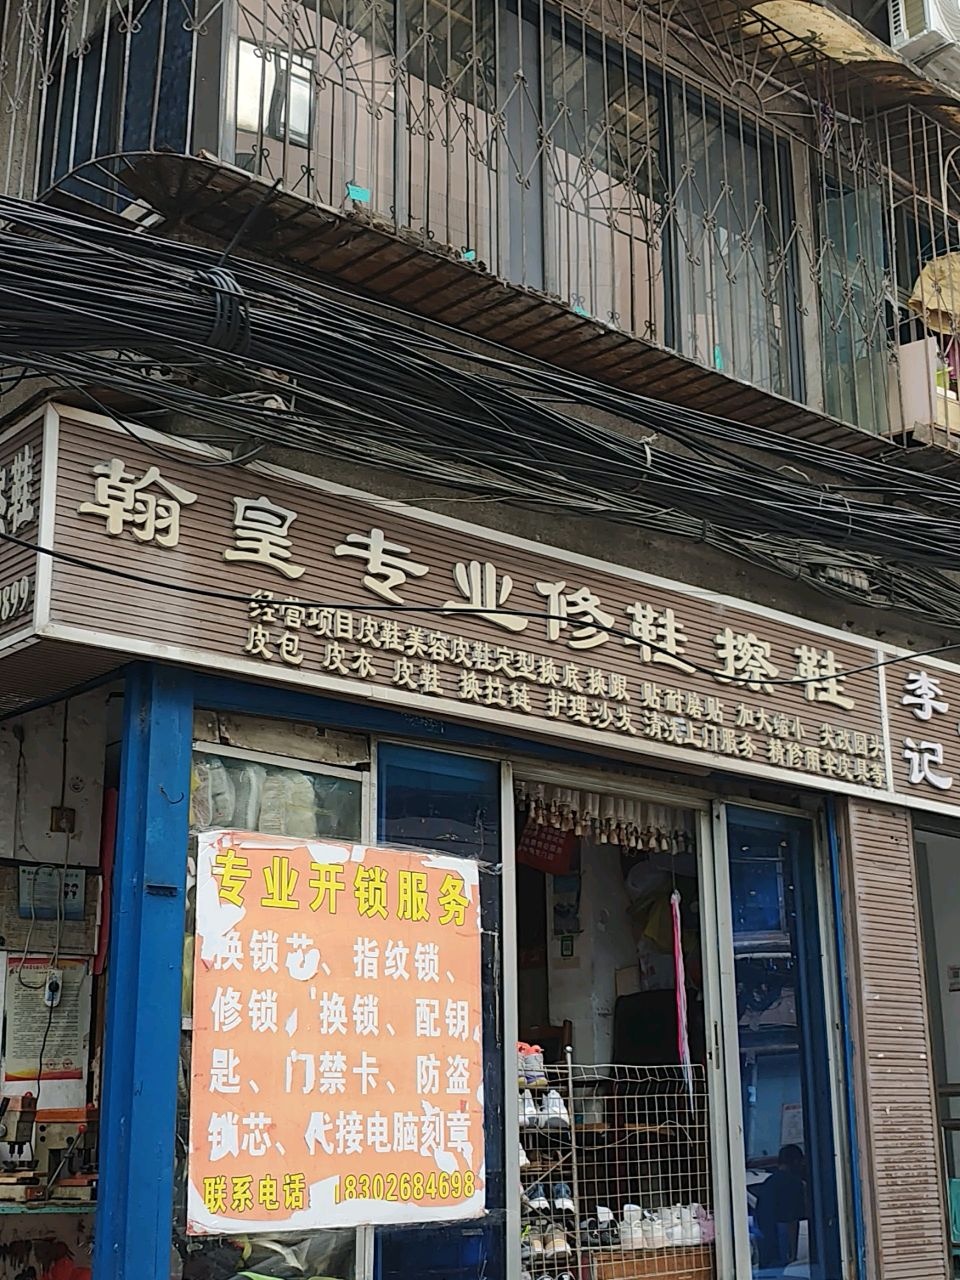 鞋
899
翰皇专业修鞋擦鞋
经营项目皮鞋美容皮鞋定型换底换跟 贴耐磨贴 加大缩小 尖改圆头
皮包 皮衣 皮鞋 换拉链 护理沙发清洗上门服务 精修雨伞皮具等
李记
专业开锁服务
换锁芯、指纹锁、
修锁、换锁、配钥
匙、门禁卡、防盗
锁芯、代接电脑刻章
联系电话 18302684698